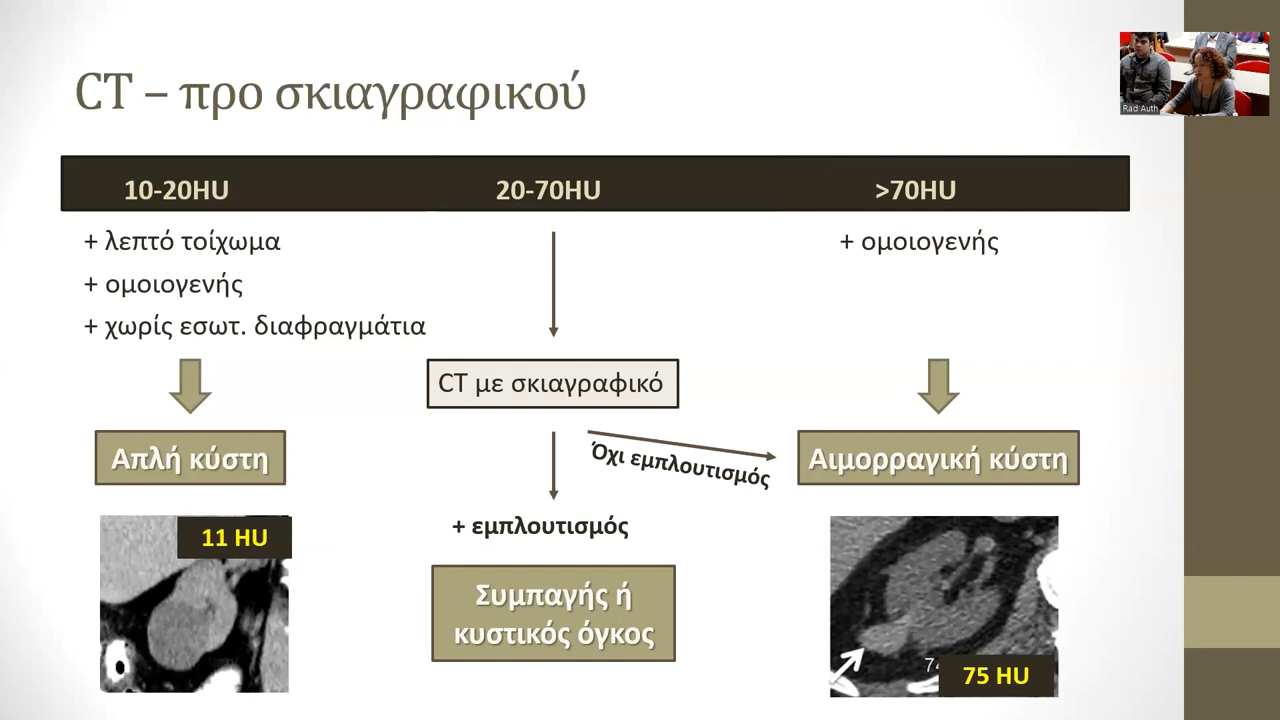 CT – προ σκιαγραφικού
Rad Auth
10-20HU
20-70HU
>70HU
+ λεπτό τοίχωμα
+ ομοιογενής
+ χωρίς εσωτ. διαφραγμάτια
+ ομοιογενής
CT με σκιαγραφικό
Όχι εμπλουτισμός
Απλή κύστη
Αιμορραγική κύστη
+ εμπλουτισμός
11 HU
Συμπαγής ή
κυστικός όγκος
75 HU